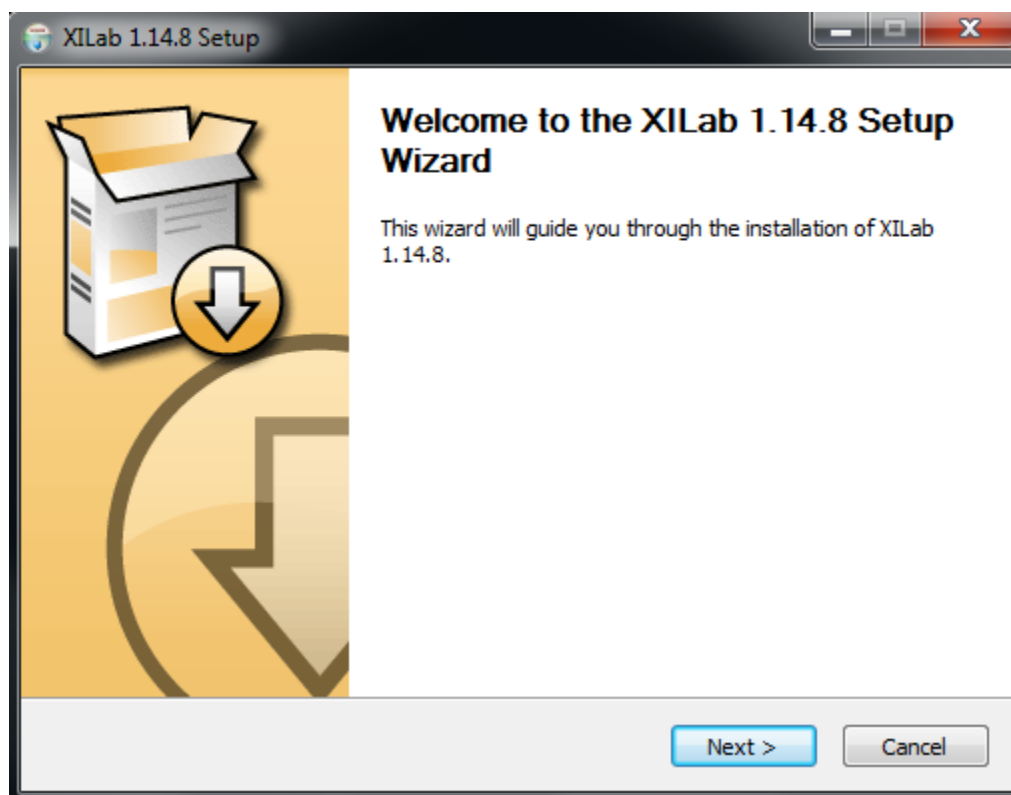 XILab 1.14.8 Setup
Welcome to the XILab 1.14.8 Setup
Wizard
This wizard will guide you through the installation of XILab
1.14.8.
Next >
Cancel